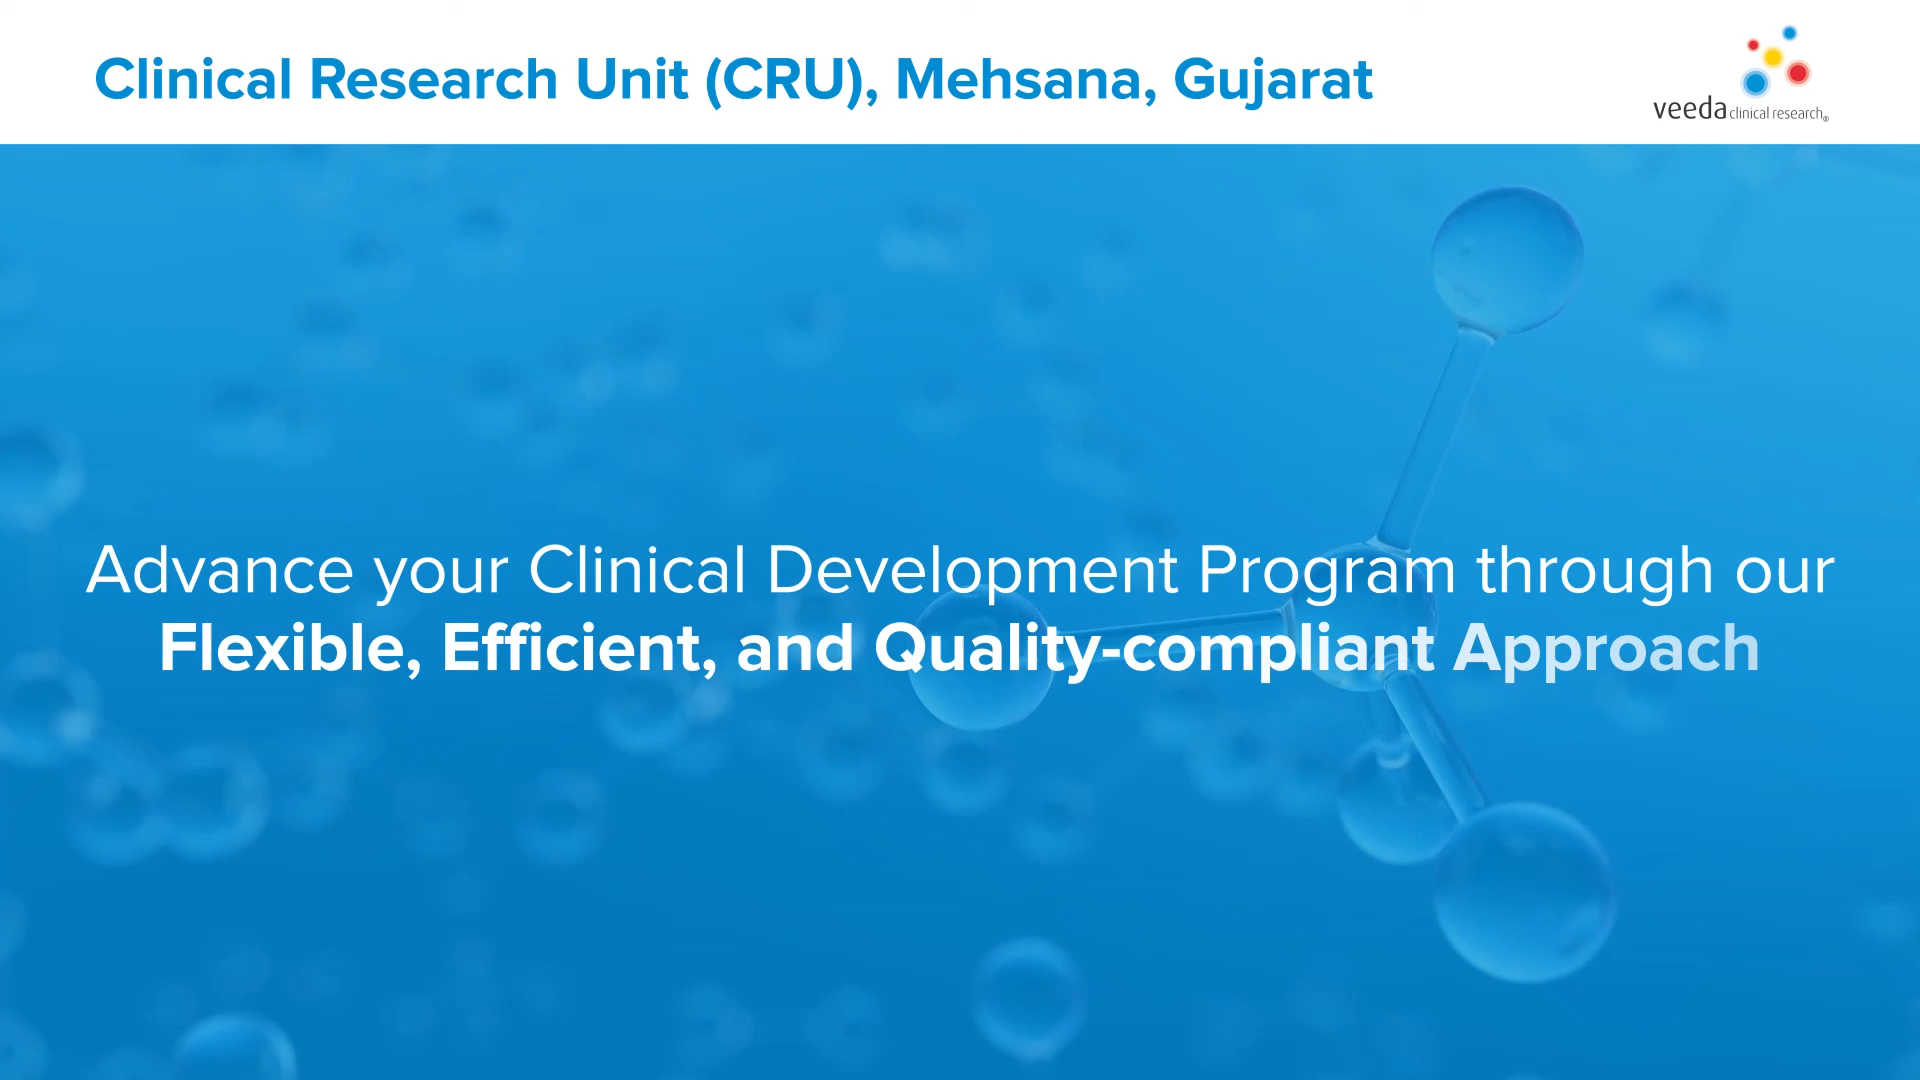 Clinical Research Unit (CRU), Mehsana, Gujarat
veeda clinical research®
Advance your Clinical Development Program through our
Flexible, Efficient, and Quality-compliant Approach